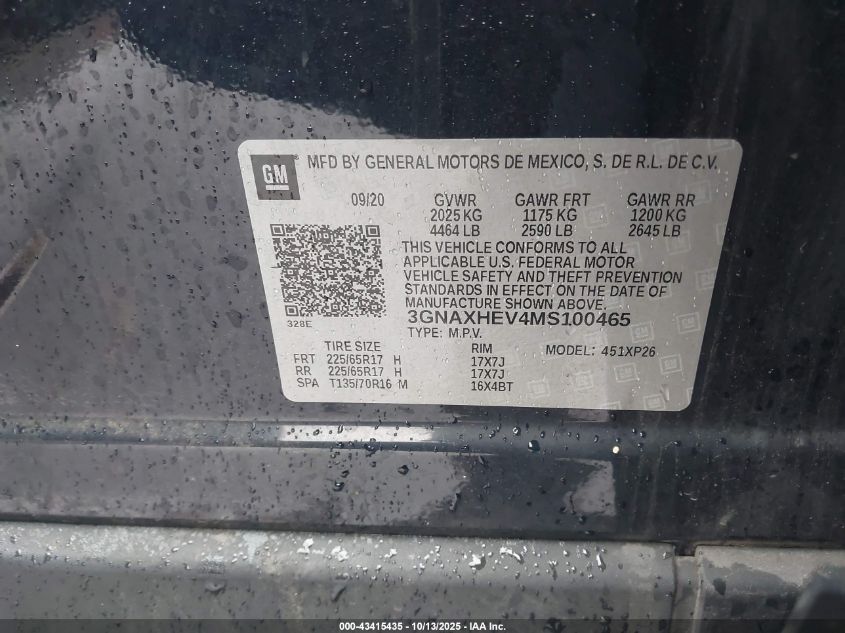 GM
MFD BY GENERAL MOTORS DE MEXICO, S. DE R.L. DE C.V.
09/20 GVWR GAWR FRT GAWR RR
2025 KG 1175 KG 1200 KG
4464 LB 2590 LB 2645 LB
THIS VEHICLE CONFORMS TO ALL
APPLICABLE U.S. FEDERAL MOTOR
VEHICLE SAFETY AND THEFT PREVENTION
STANDARDS IN EFFECT ON THE DATE OF
MANUFACTURE SHOWN ABOVE.
328E
3GNAXHEV4MS100465
TYPE: M.P.V.
TIRE SIZE RIM MODEL: 451XP26
FRT 225/65R17 H 17X7J
RR 225/65R17 H 17X7J
SPA T135/70R16 M 16X4BT
000-43415435 - 10/13/2025 - IAA Inc.